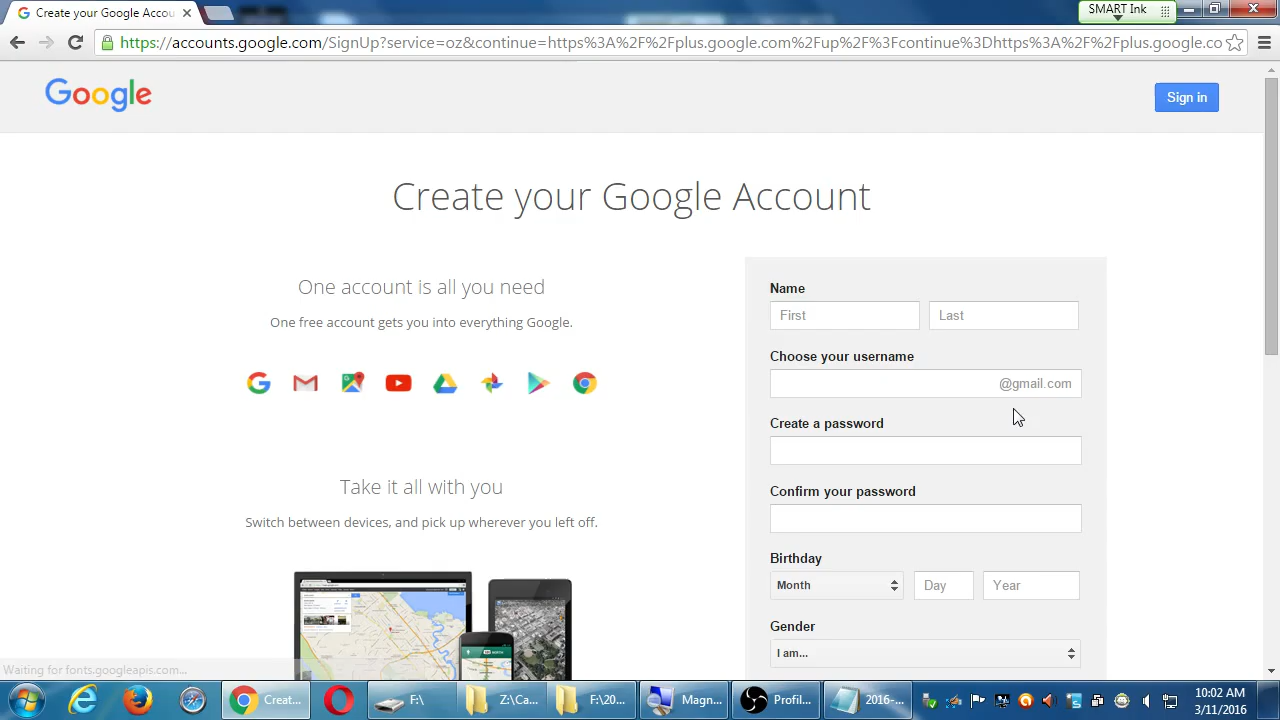 Create your Google Accou
SMART Ink
https://accounts.google.com/SignUp?service=oz&continue=https%3A%2F%2Fplus.google.com%2Fup%2F%3Fcontinue%3Dhttps%3A%2F%2Fplus.google.co
Google
Sign in
Create your Google Account
One account is all you need
One free account gets you into everything Google.
Take it all with you
Switch between devices, and pick up wherever you left off.
Name
First Last
Choose your username
@gmail.com
Create a password
Confirm your password
Birthday
Month Day
Gender
I am...
Waiting for fonts.googleapis.com...
Creat... F:\ Z:\Ca... F:\20... Magn... Profil... 2016-...
10:02 AM
3/11/2016